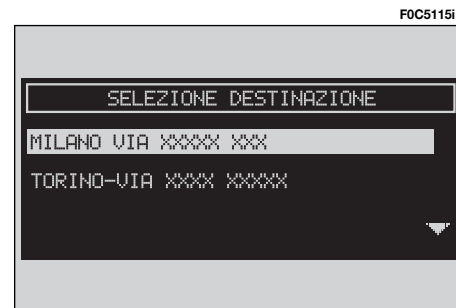 F0C5115i
SELEZIONE DESTINAZIONE
MILANO VIA XXXXX XXX
TORINO-VIA XXXX XXXXX